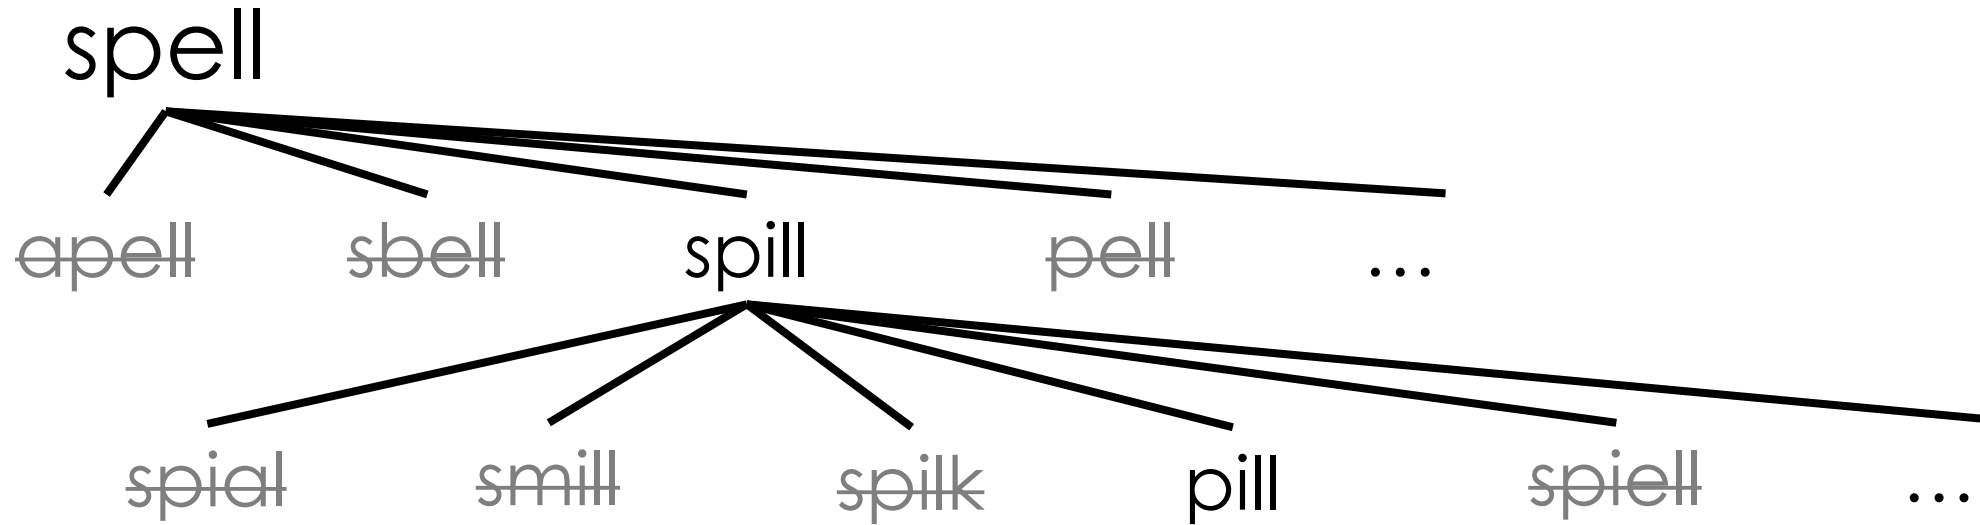 spell
apell sbell spill pell ...
spial smill spilk pill spiell ...